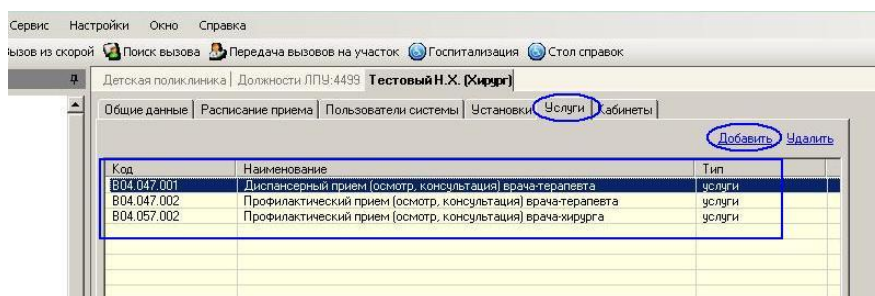 Сервис Настройки Окно Справка
Вызов из скорой Поиск вызова Передача вызовов на участок Госпитализация Стол справок
Детская поликлиника Должности ЛПУ:4499 Тестовый Н.Х. (Хирург)
Общие данные Расписание приема Пользователи системы Установки Услуги Кабинеты
Добавить Удалить
Код Наименование Тип
B04.047.001 Диспансерный прием (осмотр, консультация) врача-терапевта услуги
B04.047.002 Профилактический прием (осмотр, консультация) врача-терапевта услуги
B04.057.002 Профилактический прием (осмотр, консультация) врача-хирурга услуги